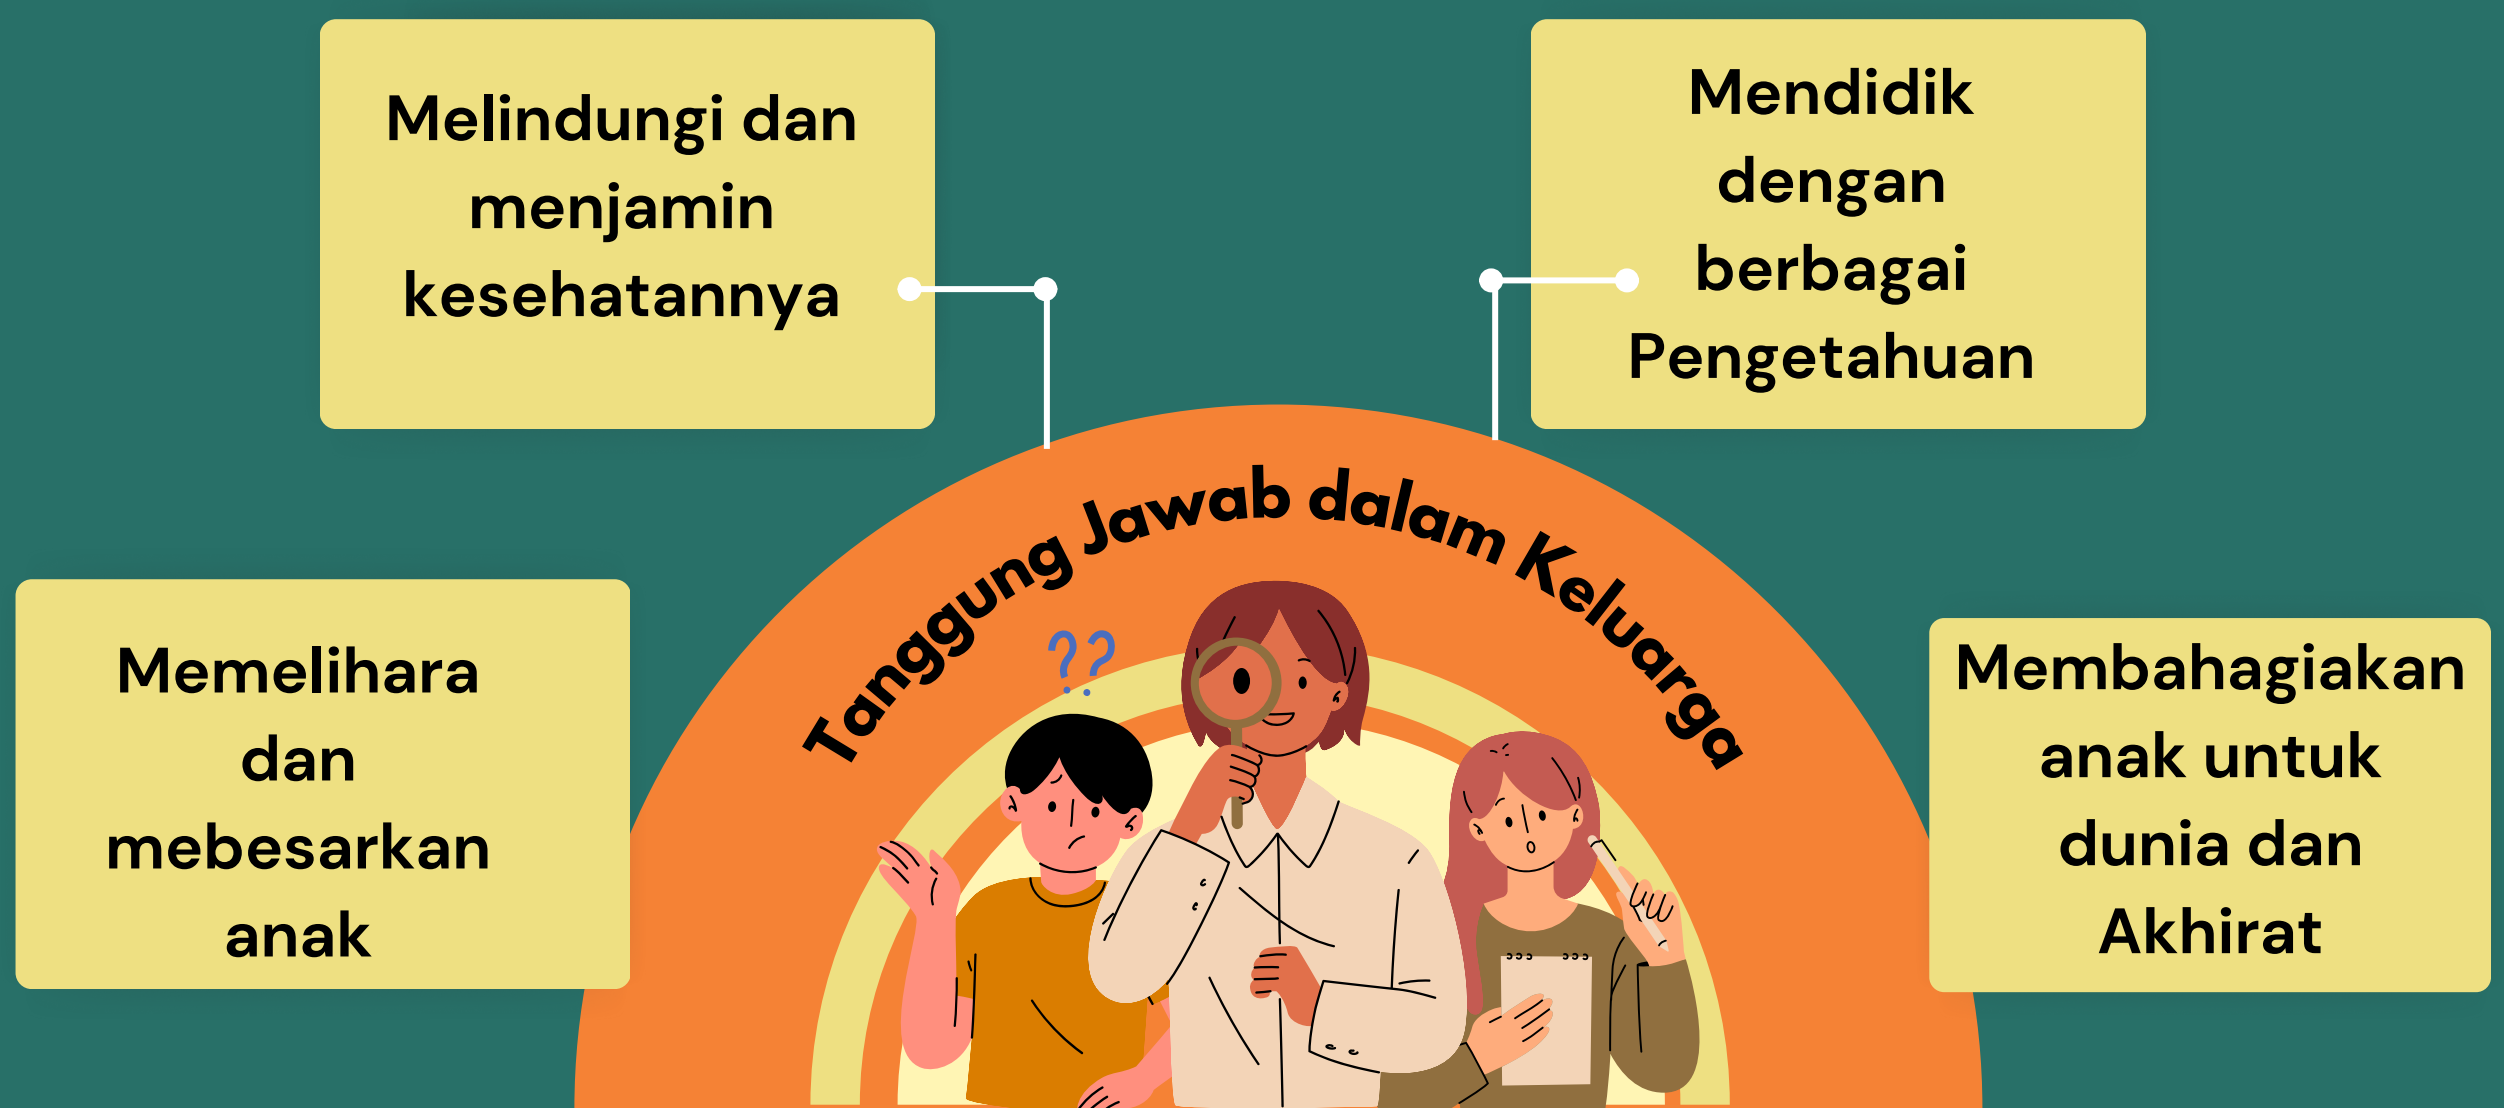 Melindungi dan
menjamin
kesehatannya
Mendidik
dengan
berbagai
Pengetahuan
Tanggung Jawab dalam Keluarga
??
Memelihara
dan
mebesarkan
anak
Membahagiakan
anak untuk
dunia dan
Akhirat